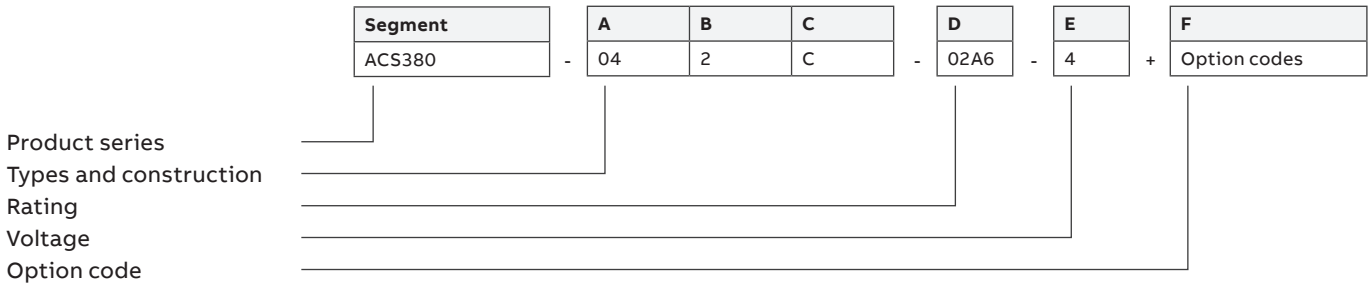 Segment A B C D E F
ACS380 - 04 2 C - 02A6 - 4 + Option codes
Product series
Types and construction
Rating
Voltage
Option code